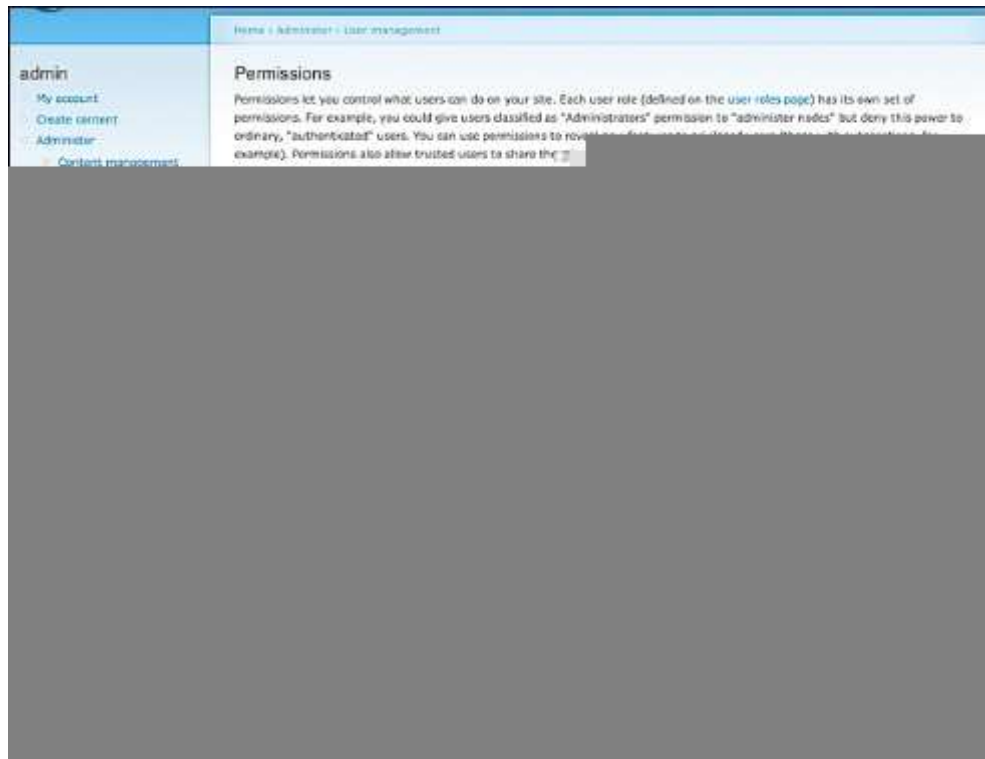 Home › Administer › User management
admin
My account
Create content
Administer
Content management
Permissions
Permissions let you control what users can do on your site. Each user role (defined on the user roles page) has its own set of
permissions. For example, you could give users classified as "Administrators" permission to "administer nodes" but deny this power to
ordinary, "authenticated" users. You can use permissions to
example). Permissions also allow trusted users to share the